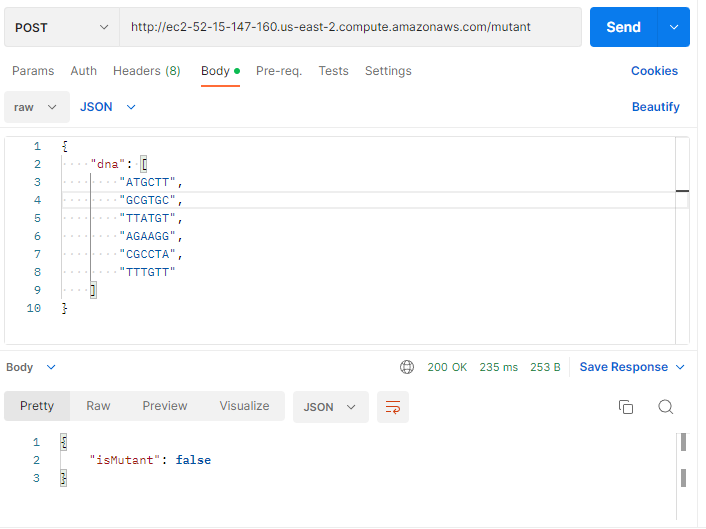 POST http://ec2-52-15-147-160.us-east-2.compute.amazonaws.com/mutant Send
Params Auth Headers (8) Body Pre-req. Tests Settings Cookies
raw JSON Beautify
1 {
2 "dna": [
3 "ATGCTT",
4 "GCGTGC",
5 "TTATGT",
6 "AGAAGG",
7 "CGCCTA",
8 "TTTGTT"
9 ]
10 }
Body 200 OK 235 ms 253 B Save Response
Pretty Raw Preview Visualize JSON
1 {
2 "isMutant": false
3 }